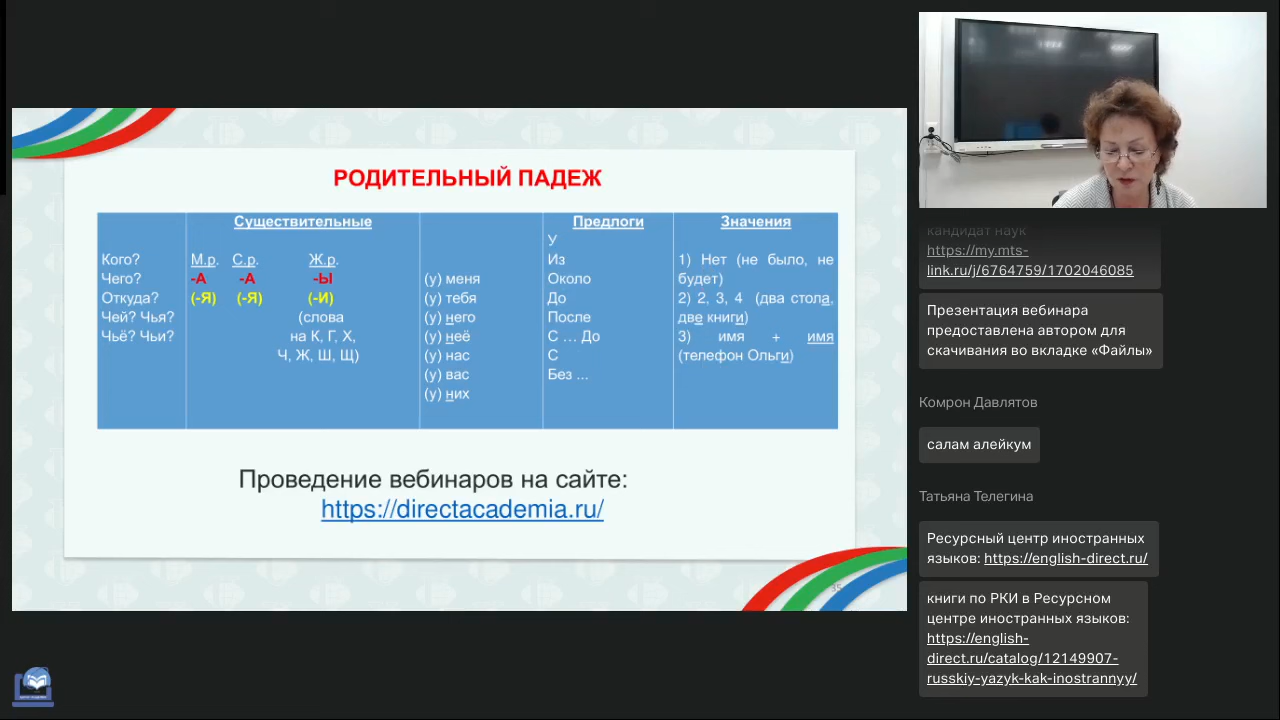 РОДИТЕЛЬНЫЙ ПАДЕЖ
Существительные
Предлоги
Значения
Кого?
Чего?
Откуда?
Чей? Чья?
Чьё? Чьи?
М.р. С.р. Ж.р.
-А -А -Ы
(-Я) (-Я) (-И)
(слова
на К, Г, Х,
Ч, Ж, Ш, Щ)
(у) меня
(у) тебя
(у) него
(у) неё
(у) нас
(у) вас
(у) них
У
Из
Около
До
После
С … До
С
Без ...
1) Нет (не было, не
будет)
2) 2, 3, 4 (два стола,
две книги)
3) имя + имя
(телефон Ольги)
Проведение вебинаров на сайте:
https://directacademia.ru/
35
кандидат наук
https://my.mts-
link.ru/j/6764759/1702046085
Презентация вебинара
предоставлена автором для
скачивания во вкладке «Файлы»
Комрон Давлятов
салам алейкум
Татьяна Телегина
Ресурсный центр иностранных
языков: https://english-direct.ru/
книги по РКИ в Ресурсном
центре иностранных языков:
https://english-
direct.ru/catalog/12149907-
russkiy-yazyk-kak-inostrannyy/